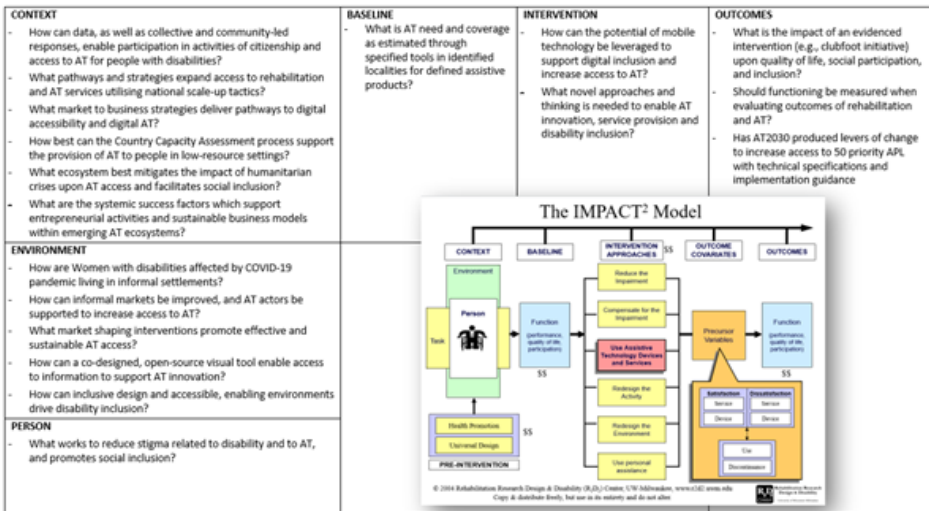 CONTEXT
- How can data, as well as collective and community-led
responses, enable participation in activities of citizenship and
access to AT for people with disabilities?
- What pathways and strategies expand access to rehabilitation
and AT services utilising national scale-up tactics?
- What market to business strategies deliver pathways to digital
accessibility and digital AT?
- How best can the Country Capacity Assessment process support
the provision of AT to people in low-resource settings?
- What ecosystem best mitigates the impact of humanitarian
crises upon AT access and facilitates social inclusion?
- What are the systemic success factors which support
entrepreneurial activities and sustainable business models
within emerging AT ecosystems?
BASELINE
- What is AT need and coverage
as estimated through
specified tools in identified
localities for defined assistive
products?
INTERVENTION
- How can the potential of mobile
technology be leveraged to
support digital inclusion and
increase access to AT?
- What novel approaches and
thinking is needed to enable AT
innovation, service provision and
disability inclusion?
OUTCOMES
- What is the impact of an evidenced
intervention (e.g., clubfoot initiative)
upon quality of life, social participation,
and inclusion?
- Should functioning be measured when
evaluating outcomes of rehabilitation
and AT?
- Has AT2030 produced levers of change
to increase access to 50 priority APL
with technical specifications and
implementation guidance
ENVIRONMENT
- How are Women with disabilities affected by COVID-19
pandemic living in informal settlements?
- How can informal markets be improved, and AT actors be
supported to increase access to AT?
- What market shaping interventions promote effective and
sustainable AT access?
- How can a co-designed, open-source visual tool enable access
to information to support AT innovation?
- How can inclusive design and accessible, enabling environments
drive disability inclusion?
PERSON
- What works to reduce stigma related to disability and to AT,
and promotes social inclusion?
The IMPACT² Model
CONTEXT
BASELINE
INTERVENTION
APPROACHES
$$
OUTCOME
COVARIATES
OUTCOMES
Environment
Person
Task
Health Promotion
Universal Design
$$
PRE-INTERVENTION
Function
(performance,
quality of life,
participation)
$$
Reduce the
Impairment
Compensate for the
Impairment
Use Assistive
Technology Devices
and Services
Redesign the
Activity
Redesign the
Environment
Use personal
assistance
Precursor
Variables
Satisfaction
Service
Device
Dissatisfaction
Service
Device
Use
Discontinuance
Function
(performance,
quality of life,
participation)
$$
© 2004 Rehabilitation Research Design & Disability (R₂D₂) Center, UW-Milwaukee, www.r2d2.uwm.edu
Copy & distribute freely, but use in its entirety and do not alter
Rehabilitation Research
Design & Disability